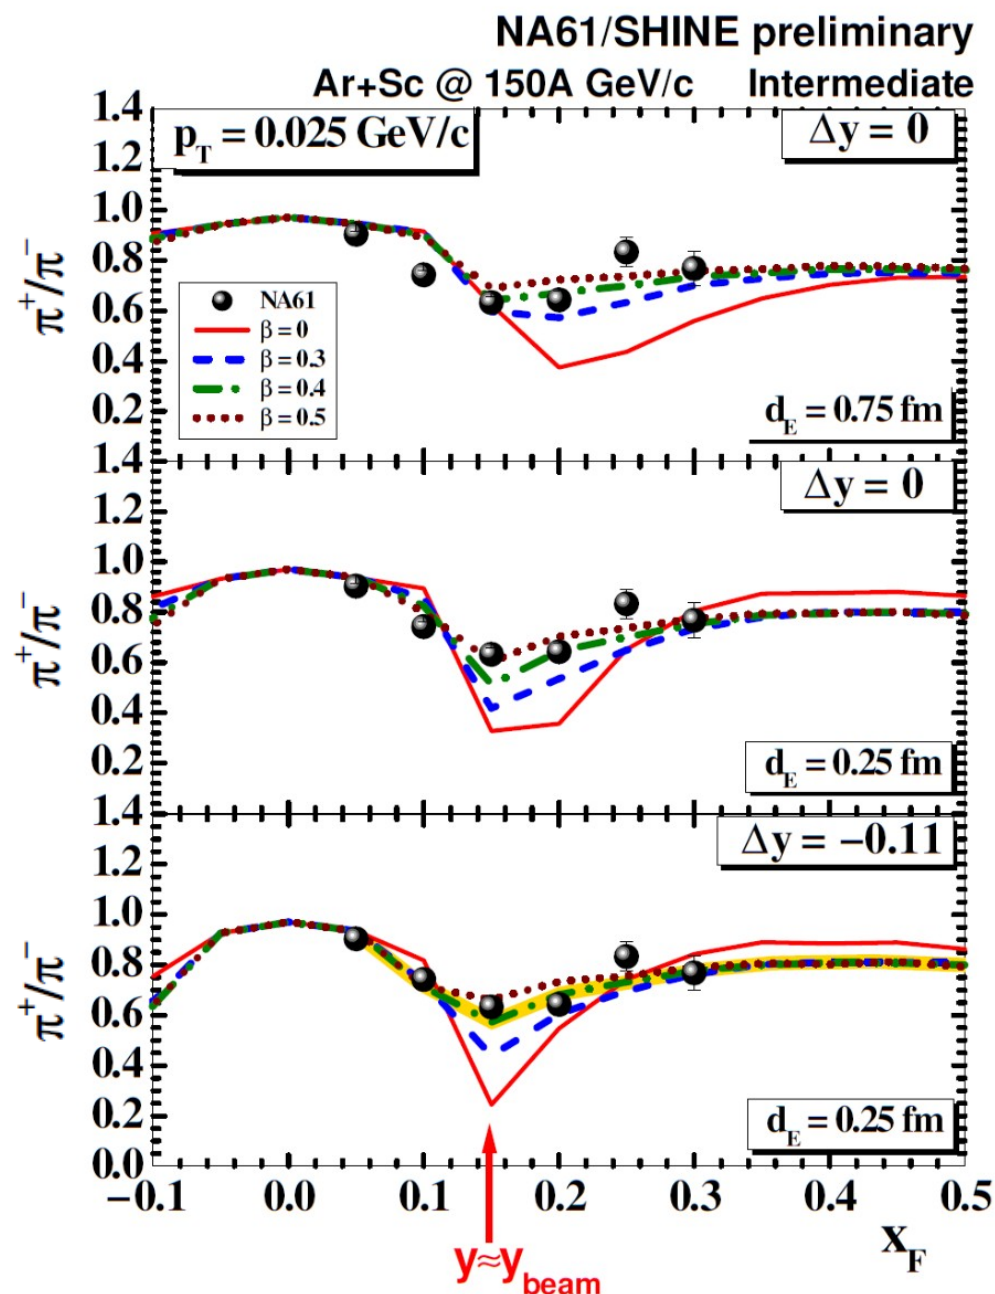 NA61/SHINE preliminary
Ar+Sc @ 150A GeV/c Intermediate
1.4
1.2
1.0
0.8
0.6
0.4
0.2
π⁺/π⁻
p_T = 0.025 GeV/c
Δy = 0
NA61
β = 0
β = 0.3
β = 0.4
β = 0.5
d_E = 0.75 fm
1.4
1.2
1.0
0.8
0.6
0.4
0.2
π⁺/π⁻
Δy = 0
d_E = 0.25 fm
1.4
1.2
1.0
0.8
0.6
0.4
0.2
0.0
π⁺/π⁻
Δy = −0.11
d_E = 0.25 fm
−0.1 0.0 0.1 0.2 0.3 0.4 0.5
x_F
y≈y_beam